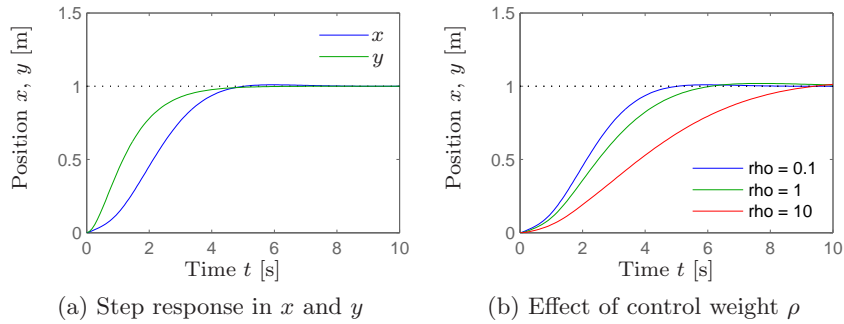 1.5
1
0.5
0
Position x, y [m]
x
y
0 2 4 6 8 10
Time t [s]
(a) Step response in x and y
1.5
1
0.5
0
Position x, y [m]
rho = 0.1
rho = 1
rho = 10
0 2 4 6 8 10
Time t [s]
(b) Effect of control weight ρ